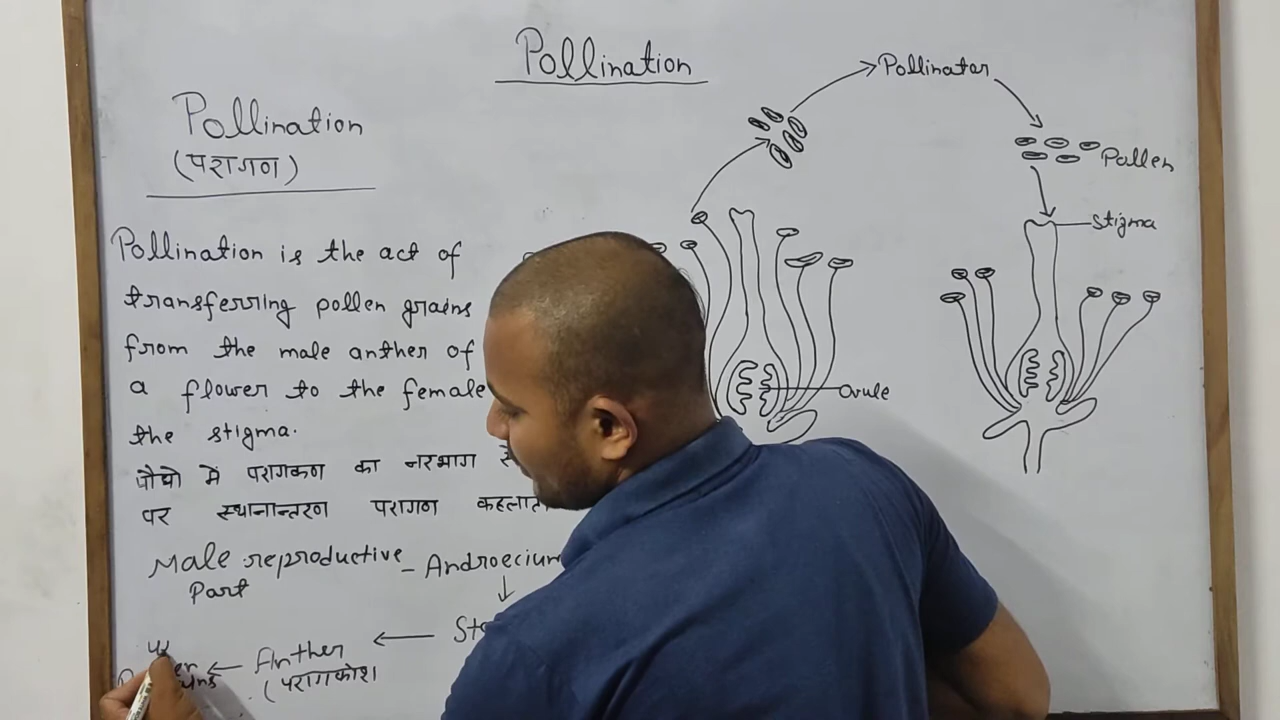 Pollination
Pollination
(परागण)
Pollination is the act of
transferring pollen grains
from the male anther of
a flower to the female
the stigma.
पौधो में परागकण का नरभाग
पर स्थानान्तरण परागण
Male reproductive - Androecium
Part
Anther
(परागकोश
Pollinater
Pallen
Stigma
Ovule